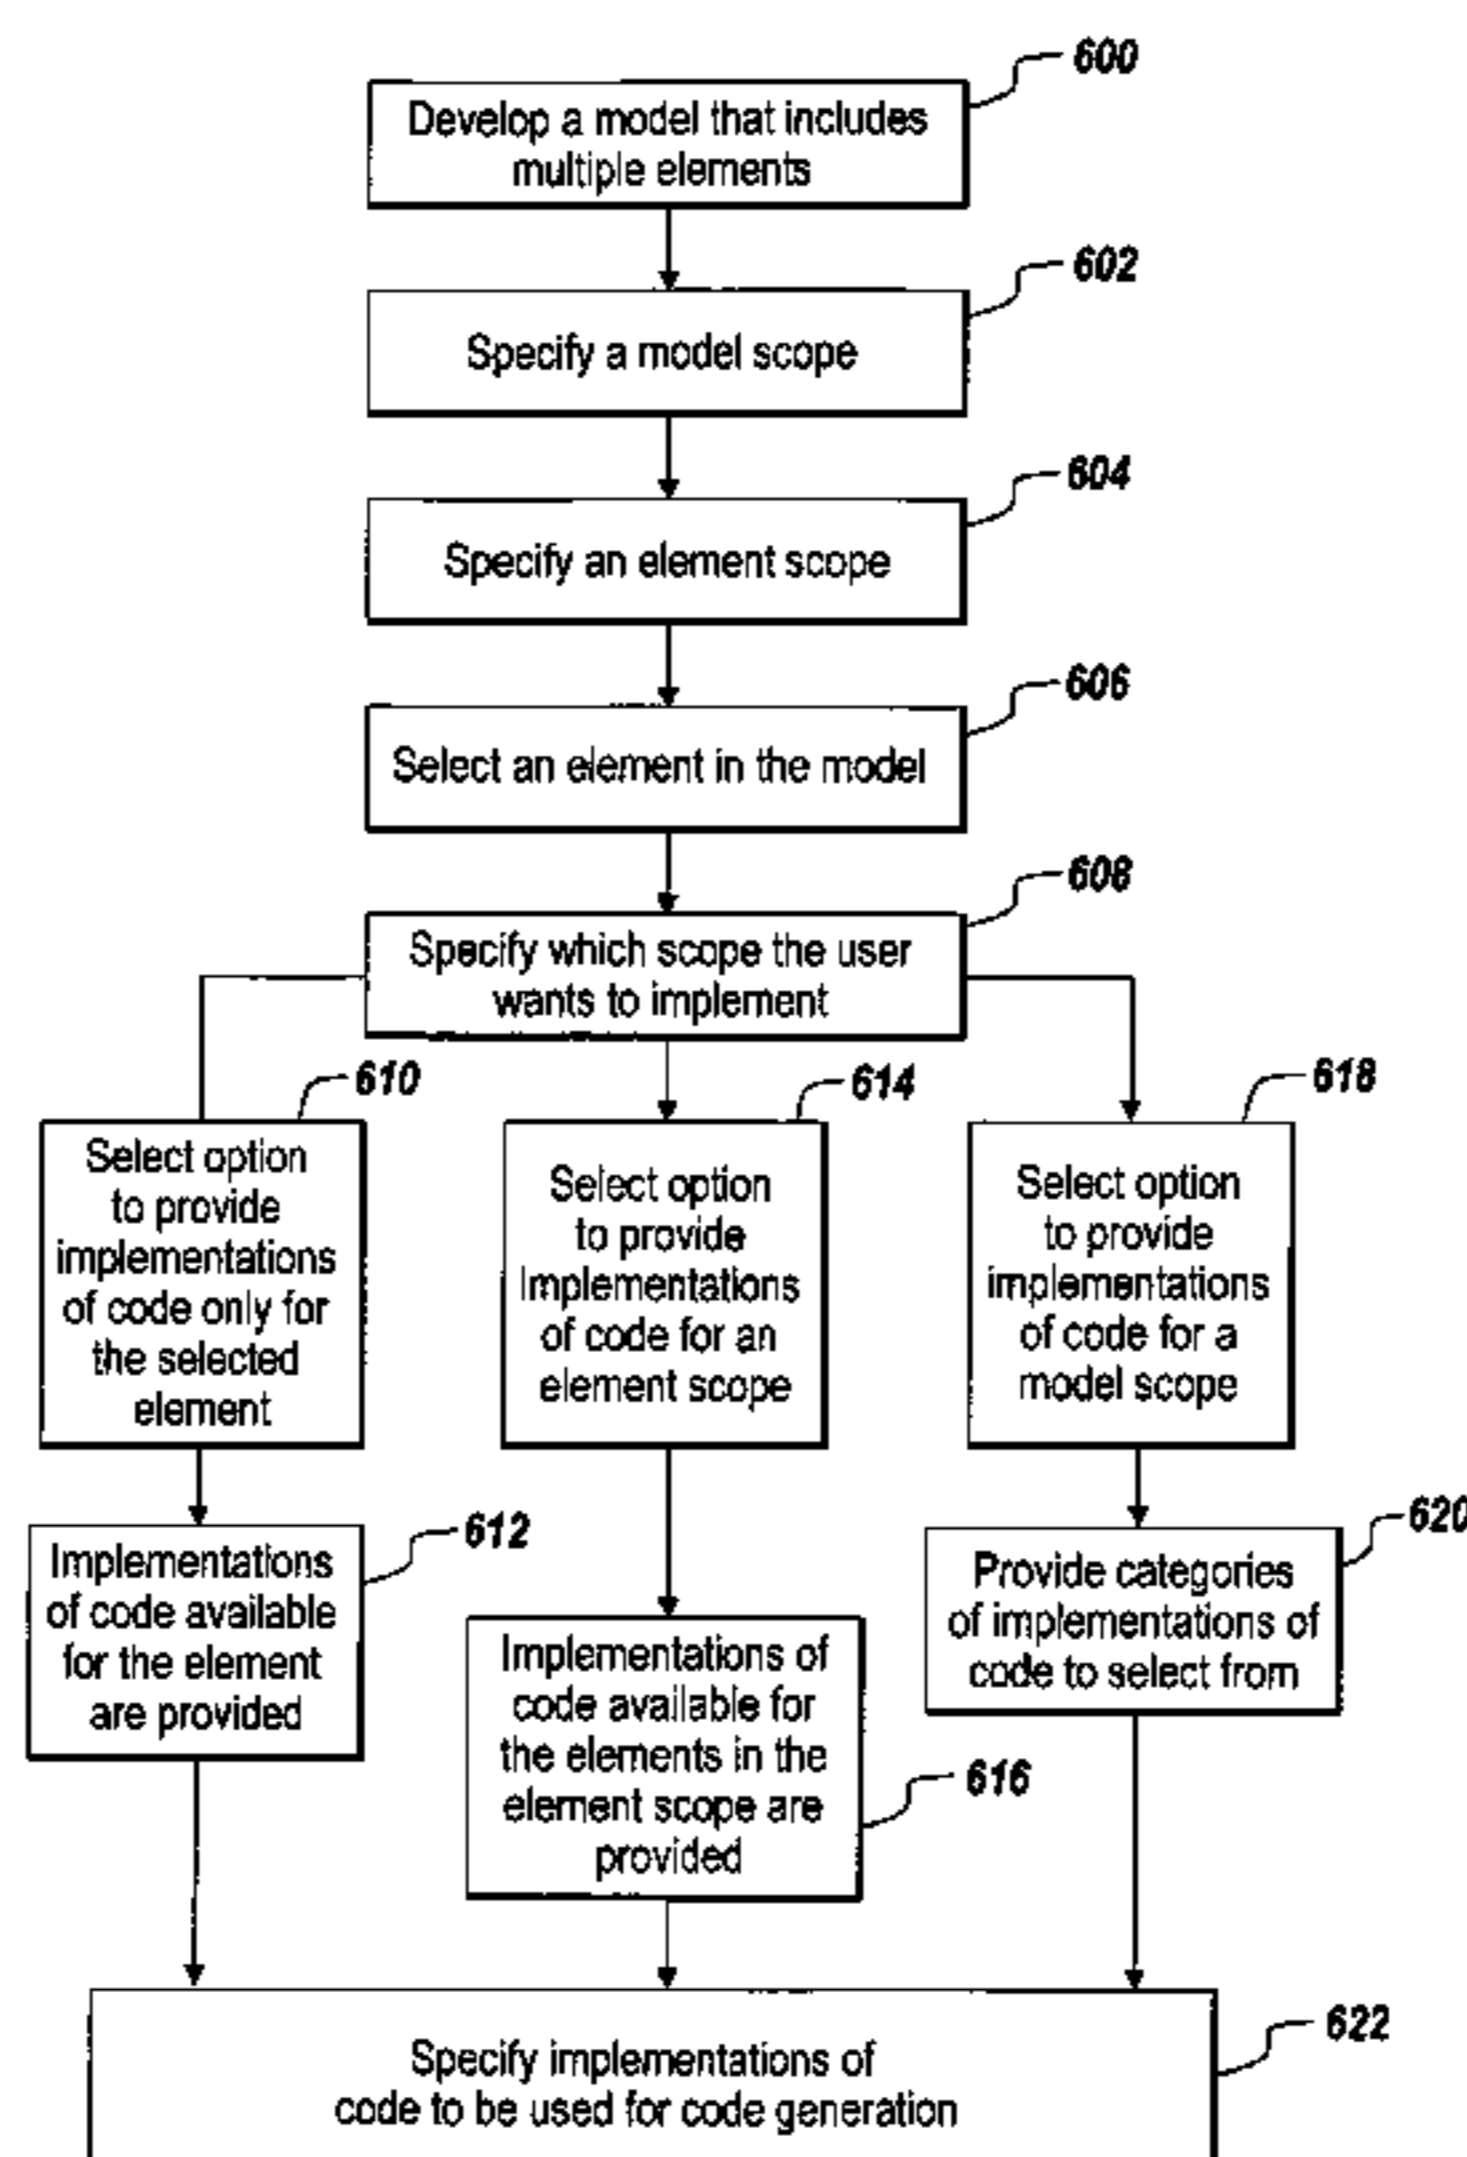 600
Develop a model that includes
multiple elements
602
Specify a model scope
604
Specify an element scope
606
Select an element in the model
608
Specify which scope the user
wants to implement
610
Select option
to provide
implementations
of code only for
the selected
element
614
Select option
to provide
Implementations
of code for an
element scope
618
Select option
to provide
implementations
of code for a
model scope
612
Implementations
of code available
for the element
are provided
616
Implementations of
code available for
the elements in the
element scope are
provided
620
Provide categories
of implementations of
code to select from
622
Specify implementations of
code to be used for code generation